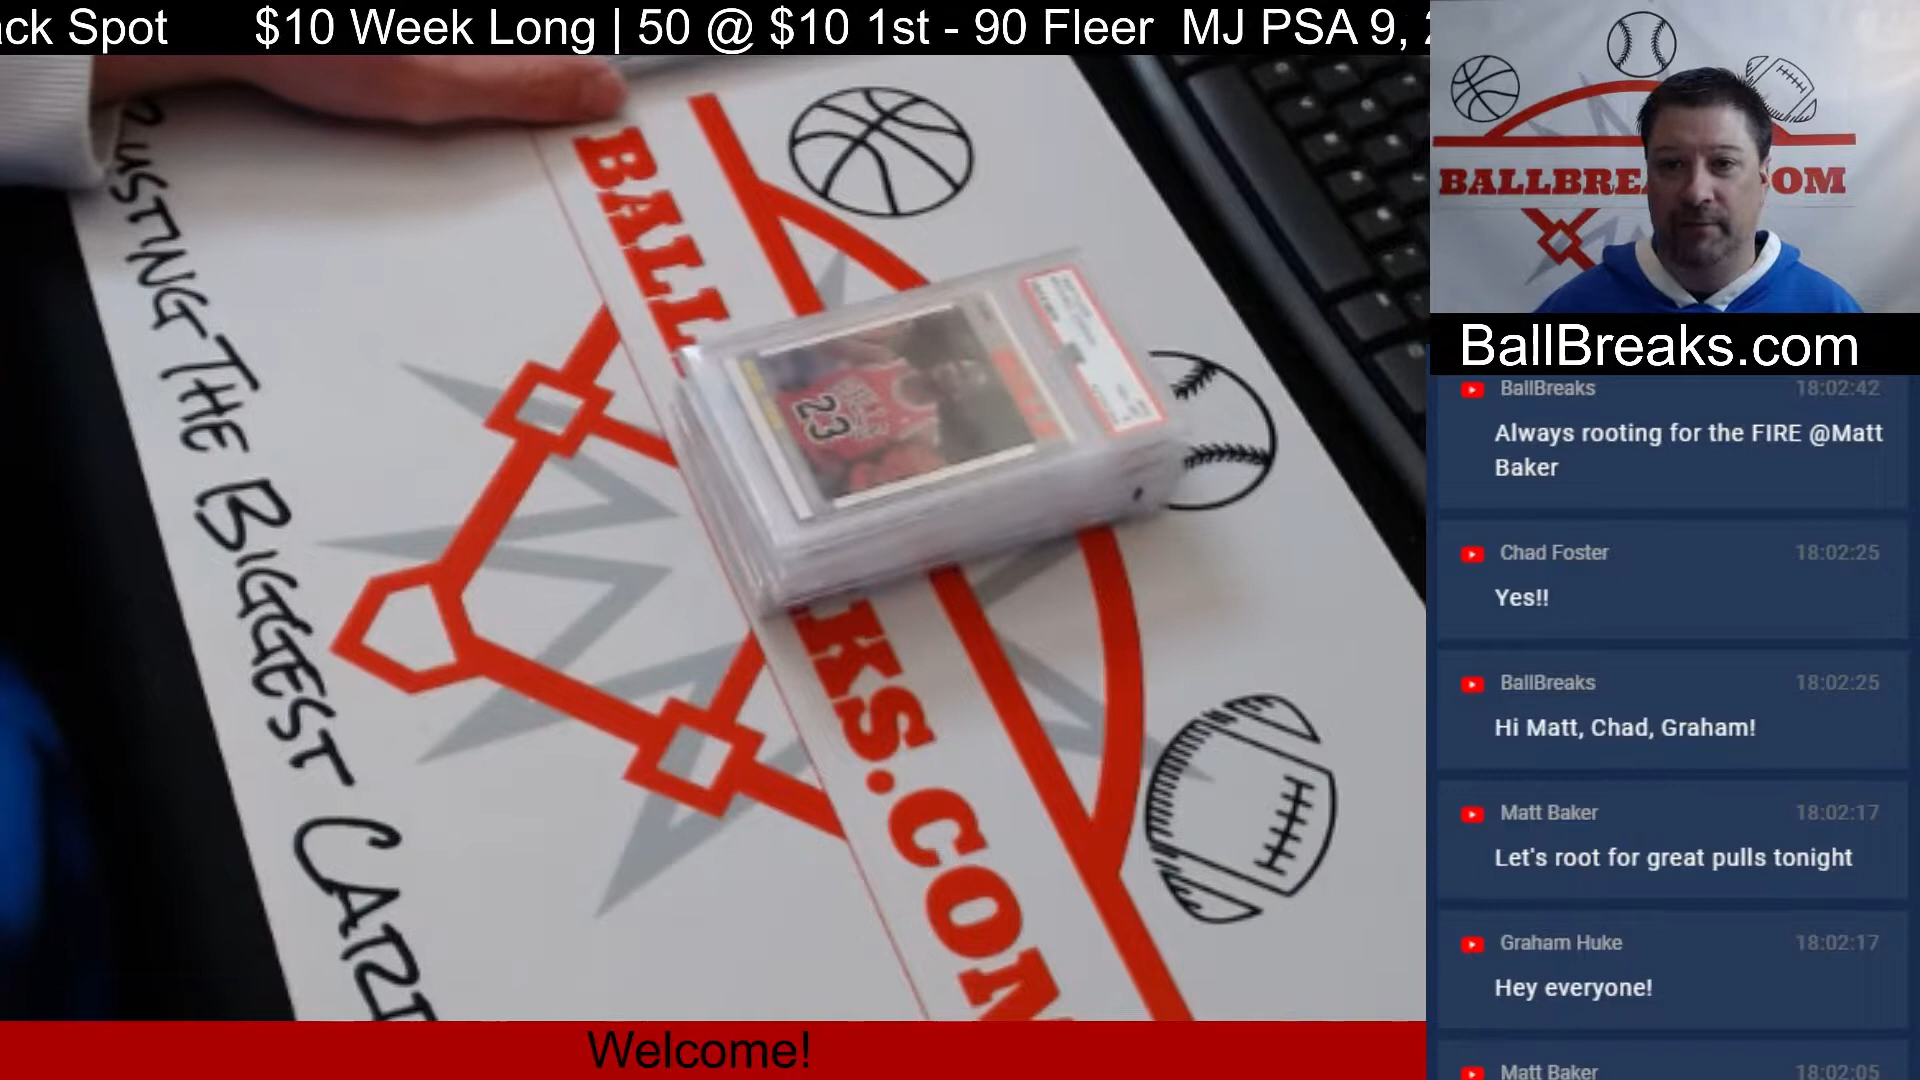 ck Spot $10 Week Long | 50 @ $10 1st - 90 Fleer MJ PSA 9,
BALLBRE OM
BUSTING THE BIGGEST CARD
BALL
KS.COM
23
BallBreaks.com
BallBreaks 18:02:42
Always rooting for the FIRE @Matt
Baker
Chad Foster 18:02:25
Yes!!
BallBreaks 18:02:25
Hi Matt, Chad, Graham!
Matt Baker 18:02:17
Let's root for great pulls tonight
Graham Huke 18:02:17
Hey everyone!
Matt Baker 18:02:05
Welcome!